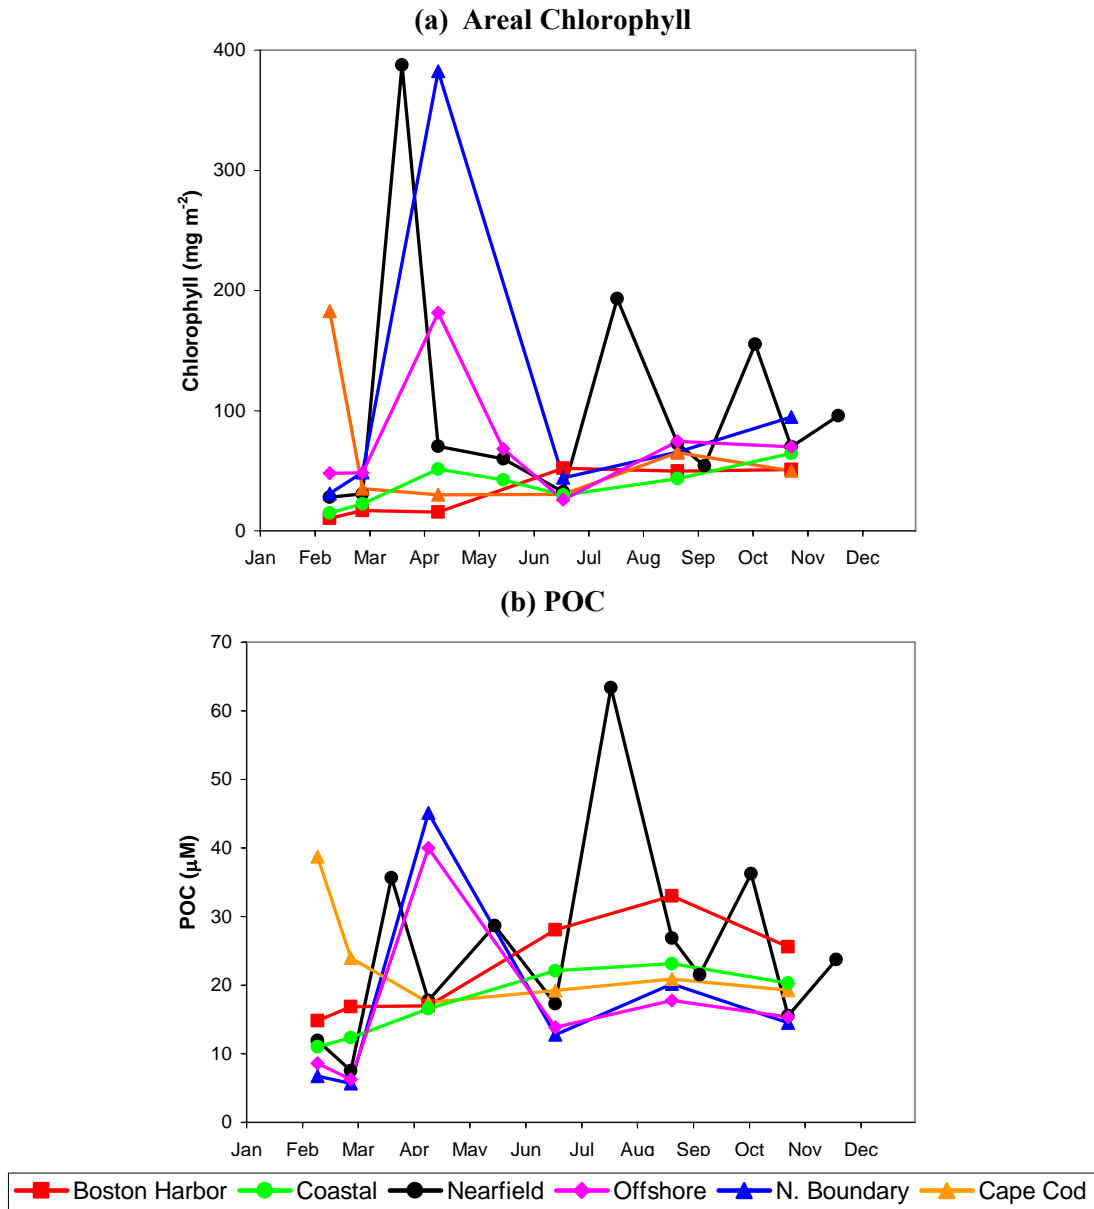 (a) Areal Chlorophyll
400
300
200
100
0
Chlorophyll (mg m-2)
Jan Feb Mar Apr May Jun Jul Aug Sep Oct Nov Dec
(b) POC
70
60
50
40
30
20
10
0
POC (µM)
Jan Feb Mar Apr May Jun Jul Aug Sep Oct Nov Dec
Boston Harbor Coastal Nearfield Offshore N. Boundary Cape Cod